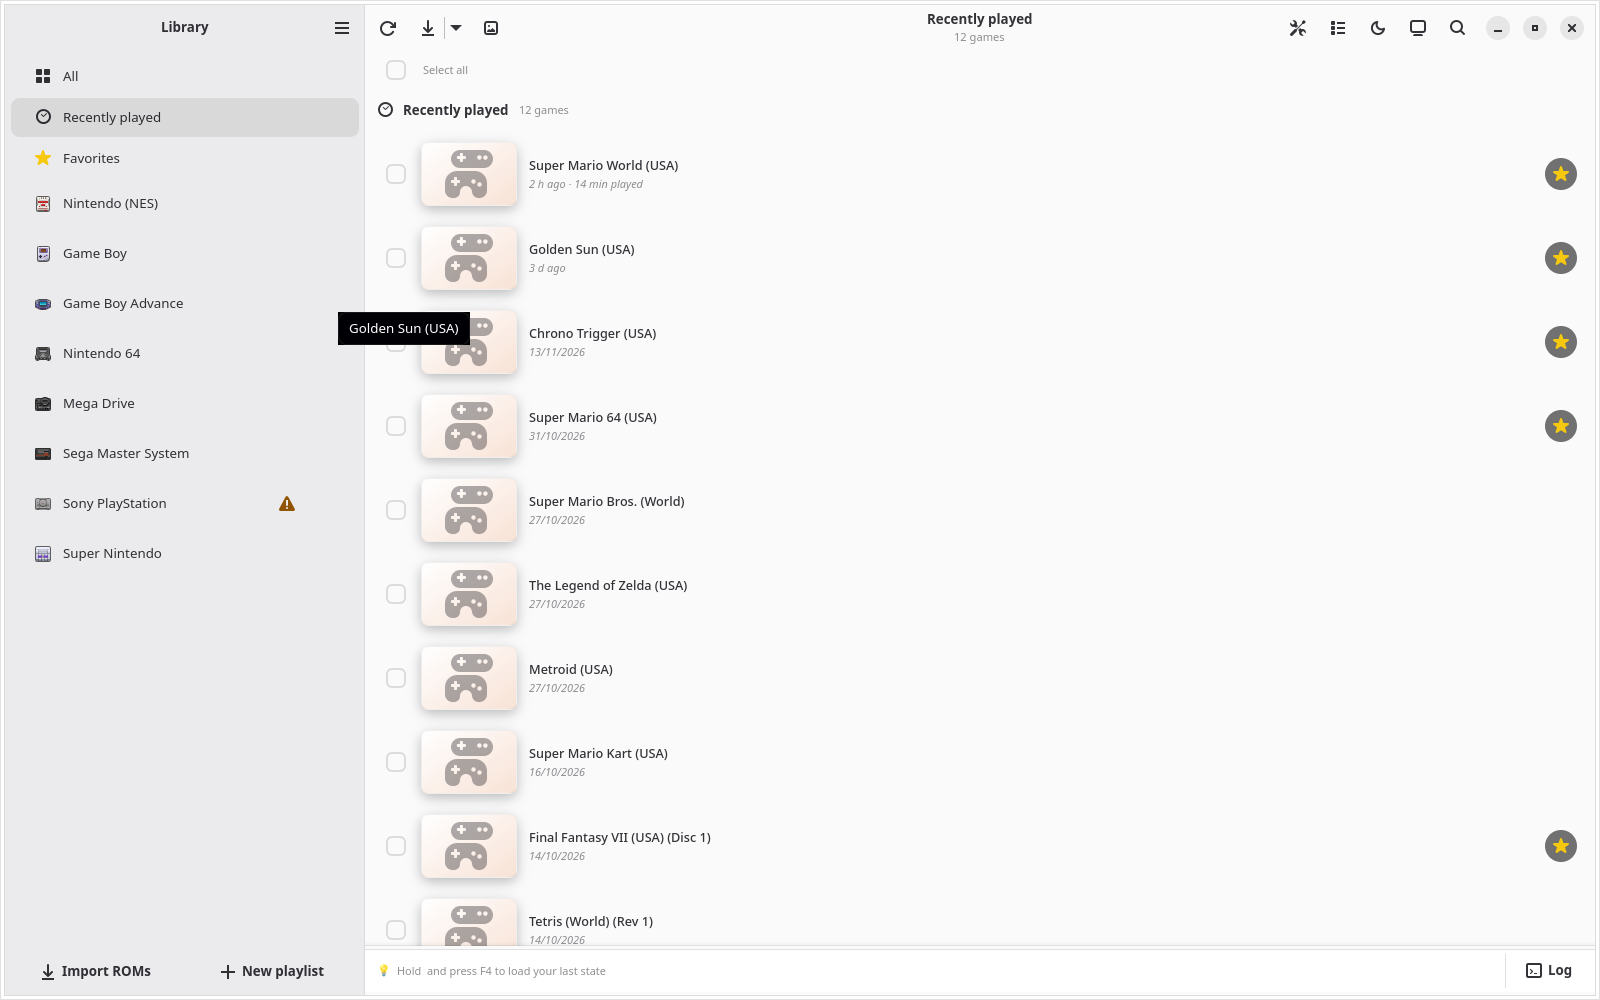 Library
All
Recently played
Favorites
Nintendo (NES)
Game Boy
Game Boy Advance
Nintendo 64
Mega Drive
Sega Master System
Sony PlayStation
Super Nintendo
Import ROMs
New playlist
Recently played
12 games
Select all
Recently played 12 games
Super Mario World (USA)
2 h ago · 14 min played
Golden Sun (USA)
3 d ago
Golden Sun (USA)
Chrono Trigger (USA)
13/11/2026
Super Mario 64 (USA)
31/10/2026
Super Mario Bros. (World)
27/10/2026
The Legend of Zelda (USA)
27/10/2026
Metroid (USA)
27/10/2026
Super Mario Kart (USA)
16/10/2026
Final Fantasy VII (USA) (Disc 1)
14/10/2026
Tetris (World) (Rev 1)
14/10/2026
Hold  and press F4 to load your last state
Log